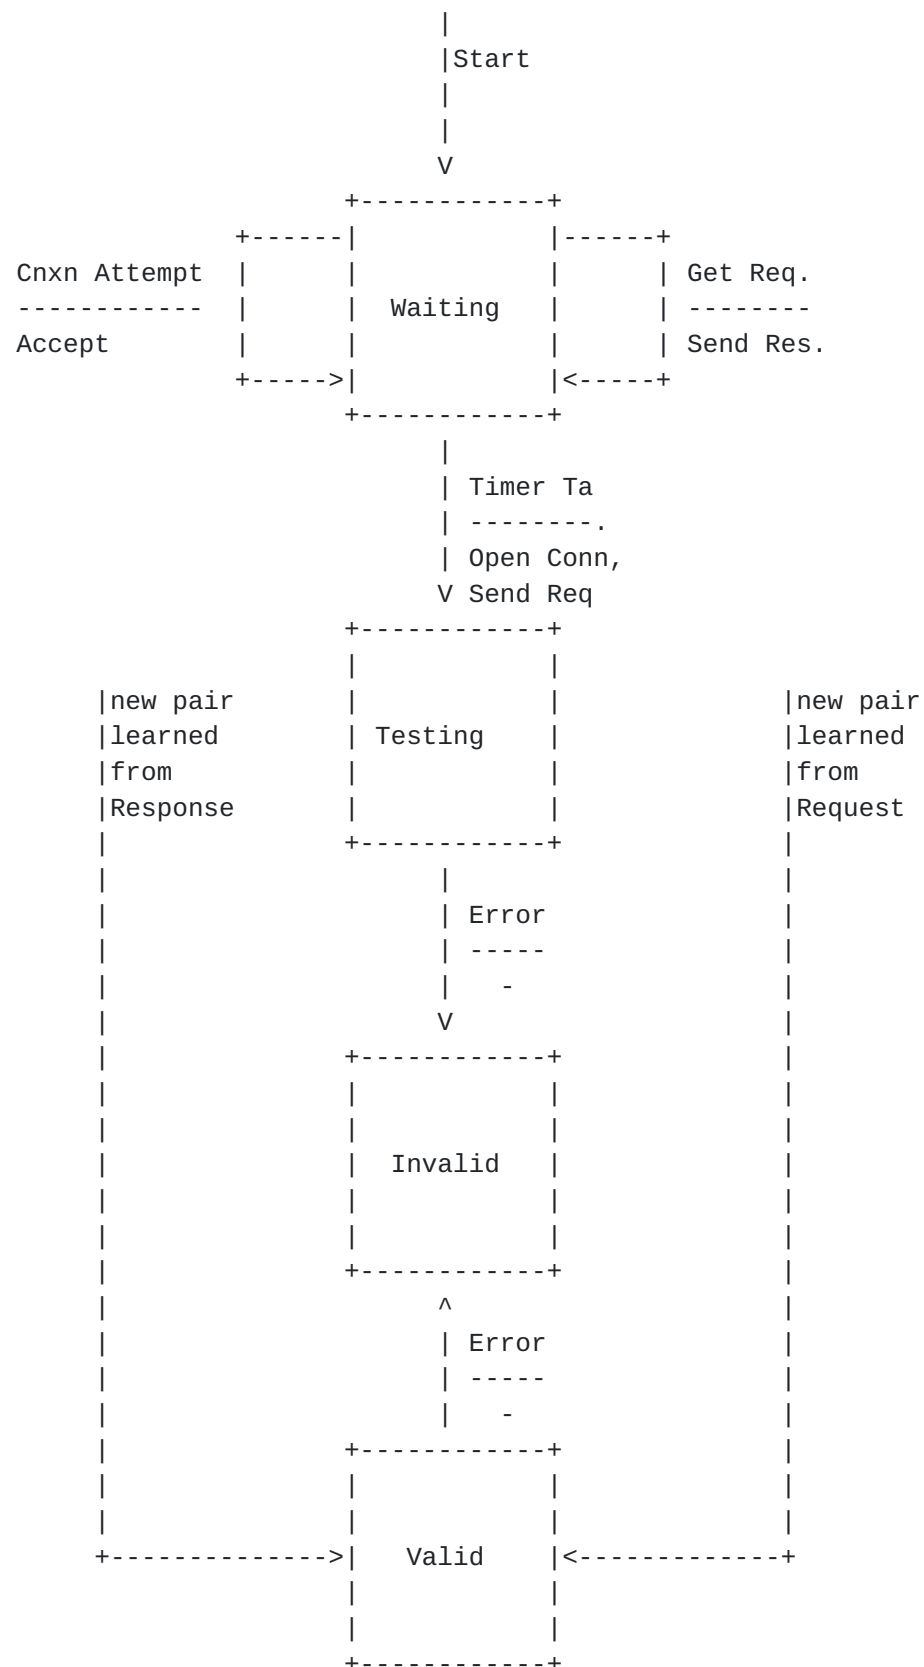 Start
Cnxn Attempt
Get Req.
Waiting
Accept
Send Res.
Timer Ta
Open Conn,
V Send Req
new pair
learned
from
Response
Testing
new pair
learned
from
Request
Error
-
V
Invalid
Error
-
Valid